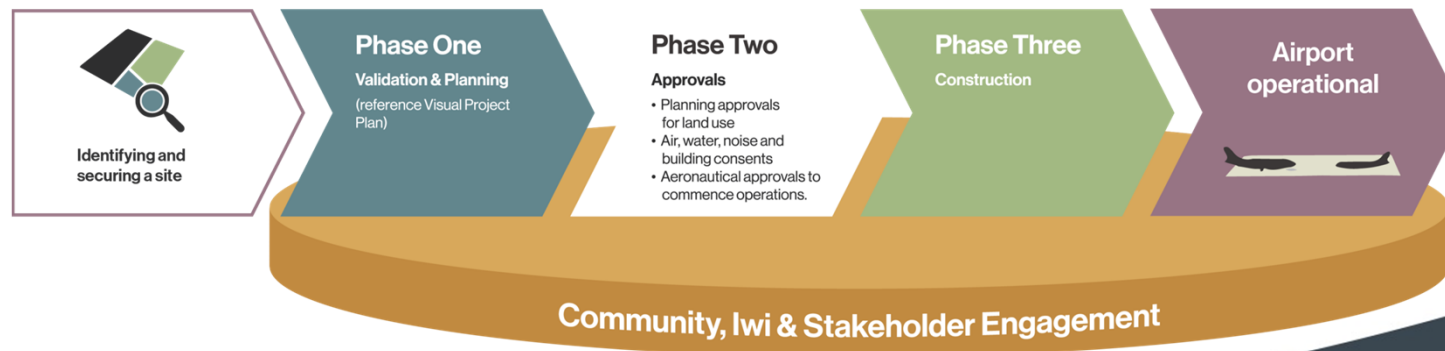 Identifying and
securing a site
Phase One
Validation & Planning
(reference Visual Project
Plan)
Phase Two
Approvals
• Planning approvals
for land use
• Air, water, noise and
building consents
• Aeronautical approvals to
commence operations.
Phase Three
Construction
Airport
operational
Community, Iwi & Stakeholder Engagement